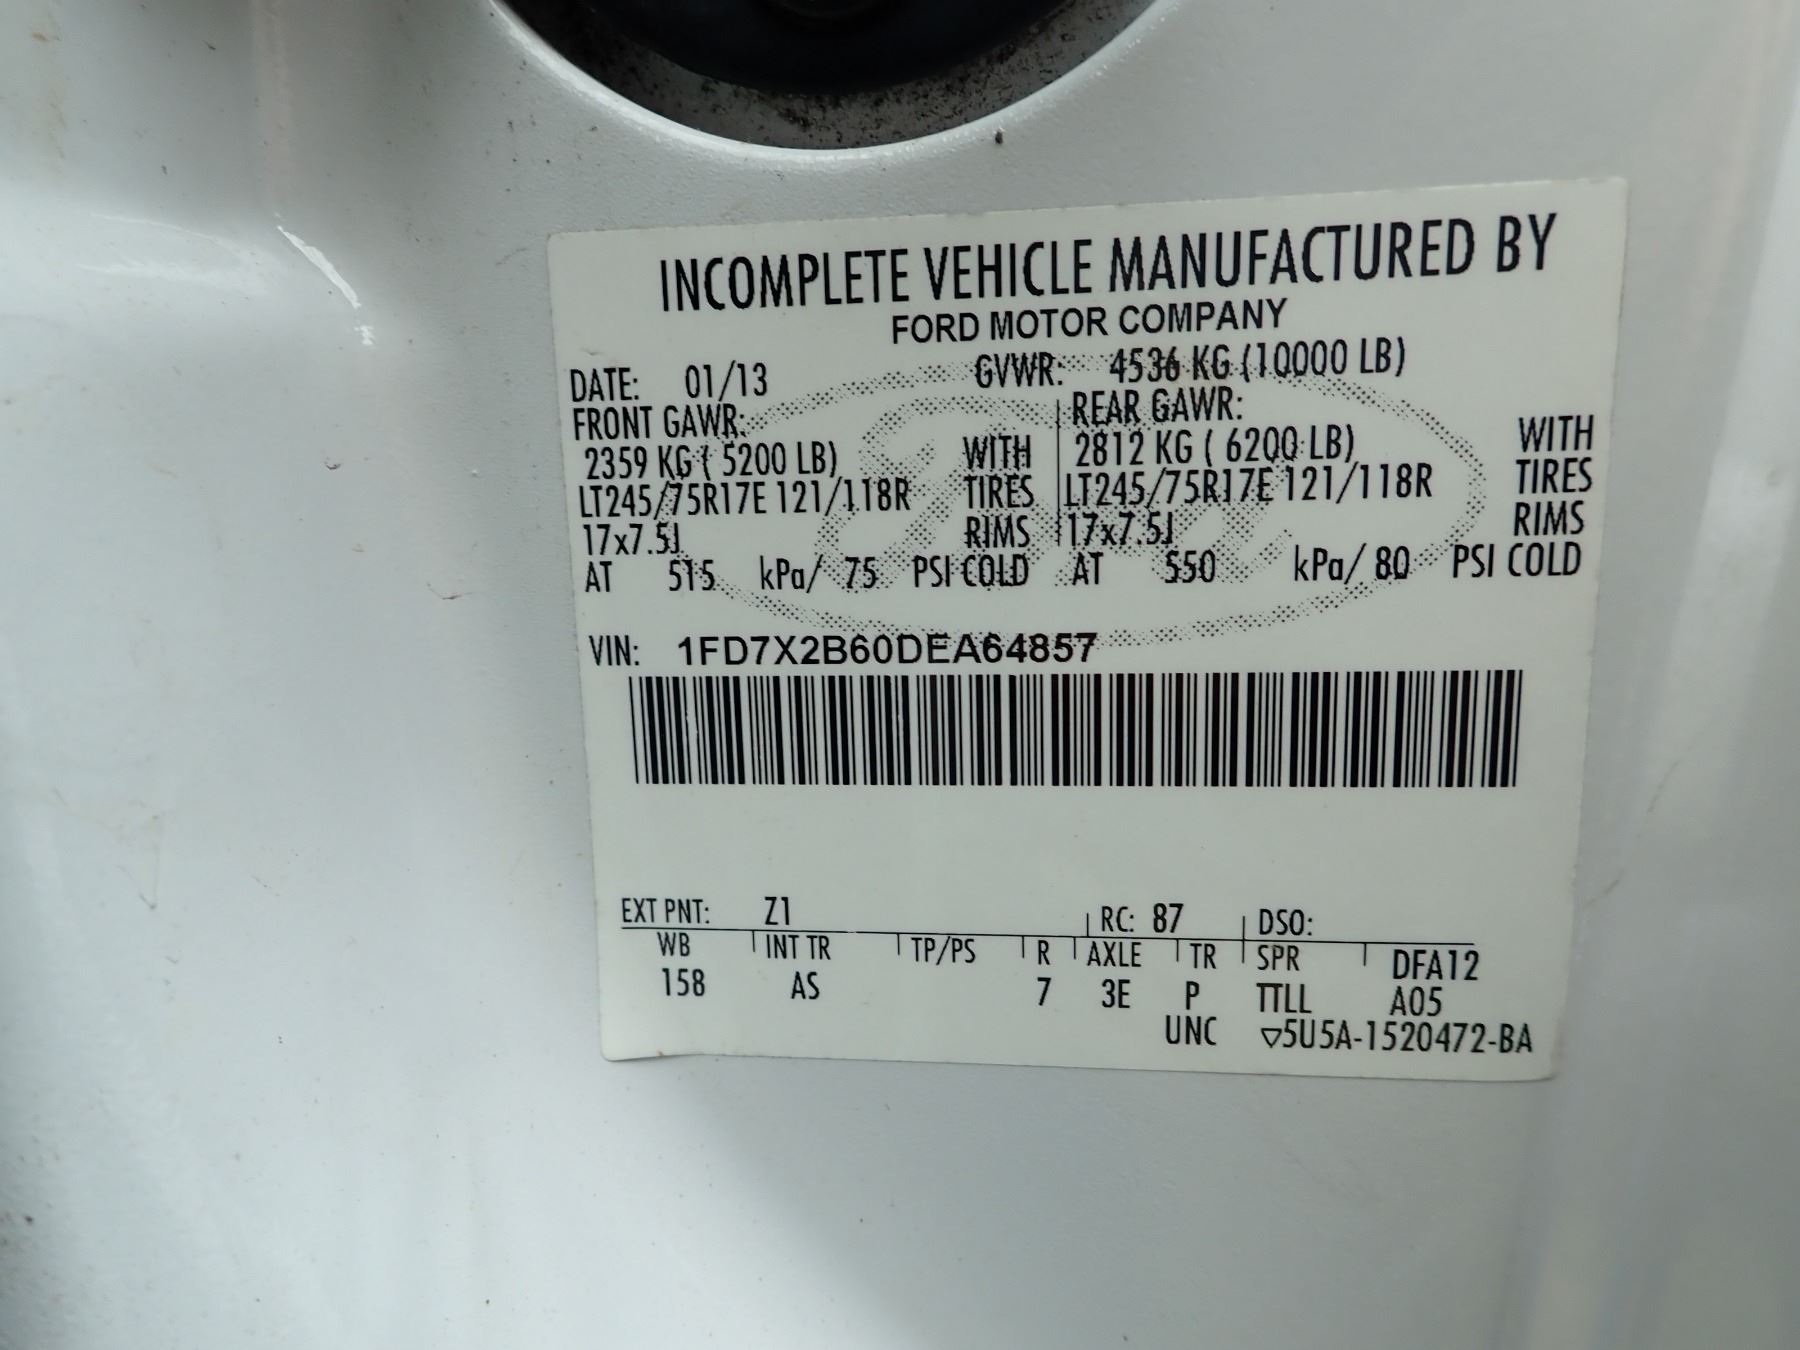 INCOMPLETE VEHICLE MANUFACTURED BY
FORD MOTOR COMPANY
DATE: 01/13 GVWR: 4536 KG (10000 LB)
FRONT GAWR: REAR GAWR:
2359 KG ( 5200 LB) WITH 2812 KG ( 6200 LB) WITH
LT245/75R17E 121/118R TIRES LT245/75R17E 121/118R TIRES
17x7.5J RIMS 17x7.5J RIMS
AT 515 kPa/ 75 PSI COLD AT 550 kPa/ 80 PSI COLD
VIN: 1FD7X2B60DEA64857
EXT PNT: Z1 RC: 87 DSO:
WB INT TR TP/PS R AXLE TR SPR DFA12
158 AS 7 3E P TTLL A05
UNC ▽5U5A-1520472-BA